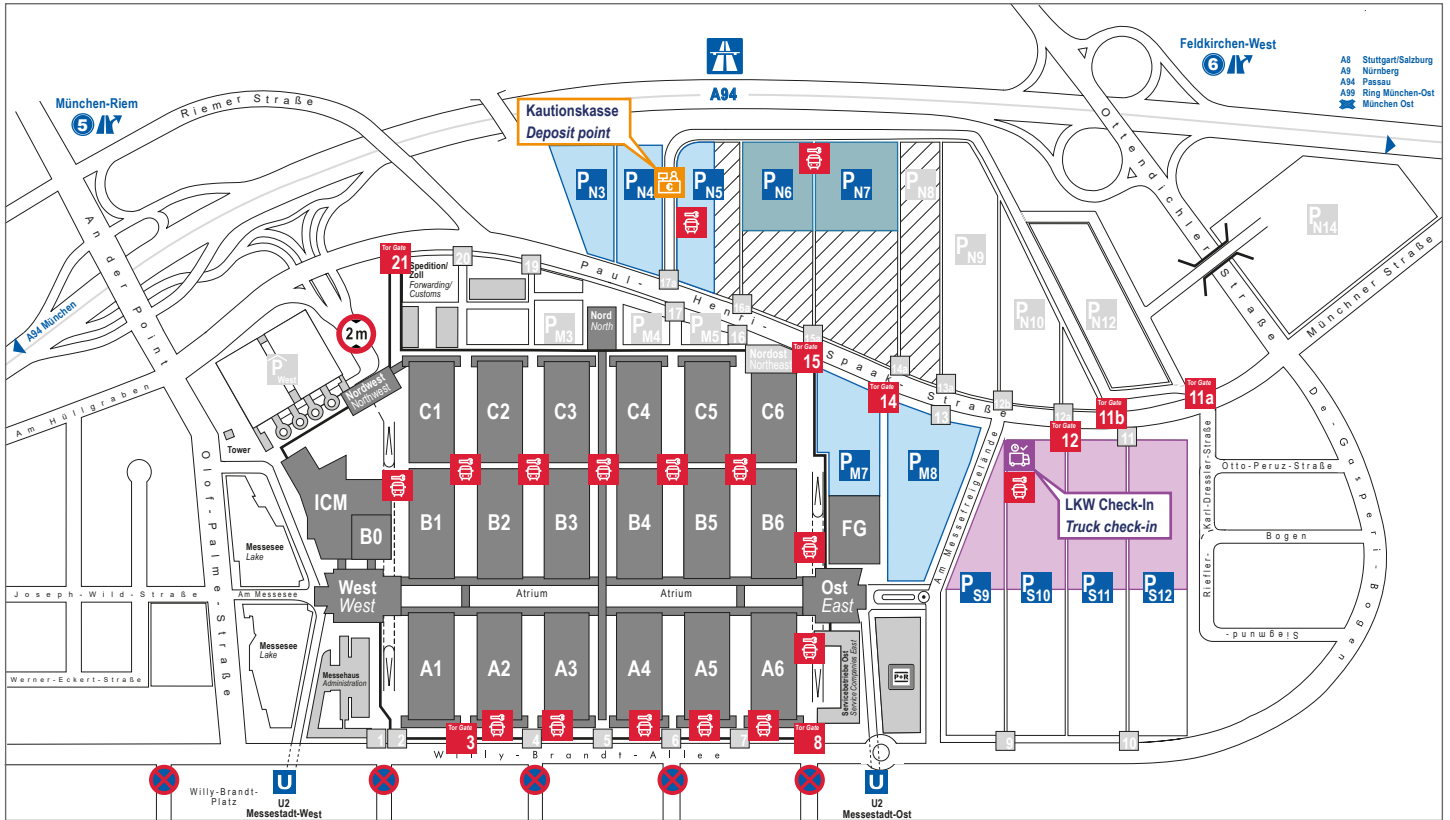 A94
Feldkirchen-West
6
A8 Stuttgart/Salzburg
A9 Nürnberg
A94 Passau
A99 Ring München-Ost
München Ost
München-Riem
5
Riemer Straße
Kautionskasse
Deposit point
Ottendichler Straße
An der Point
A94 München
Am Hüllgraben
Olof-Palme-Straße
P N3
P N4
€
P N5
P N6
P N7
P N8
P N9
P N10
P N12
P N14
Münchner Straße
Paul-Henri-Spaak-Straße
De-Gasperi-Bogen
Tor Gate
21
20
19
17a
17
16a
16
15a
Tor Gate
15
14a
Tor Gate
14
13a
13
12b
12a
Tor Gate
12
Tor Gate
11b
11
Tor Gate
11a
Spedition/
Zoll
Forwarding/
Customs
2 m
P M3
Nord
North
P M4
P M5
Nordost
Northeast
P West
Nordwest
Northwest
Tower
C1
C2
C3
C4
C5
C6
P M7
P M8
Am Messefreigelände
LKW Check-In
Truck check-in
Otto-Peruz-Straße
Karl-Dressler-Straße
Bogen
Riefler-
Siegmund-
ICM
B0
B1
B2
B3
B4
B5
B6
FG
P S9
P S10
P S11
P S12
Messesee
Lake
Joseph-Wild-Straße
Am Messesee
West
West
Atrium
Atrium
Ost
East
Messesee
Lake
Werner-Eckert-Straße
Messehaus
Administration
A1
A2
A3
A4
A5
A6
Servicebetriebe Ost
Service Companies East
P+R
1
2
Tor Gate
3
4
5
6
7
Tor Gate
8
9
10
Willy-Brandt-Allee
Willy-Brandt-
Platz
U
U2
Messestadt-West
U
U2
Messestadt-Ost